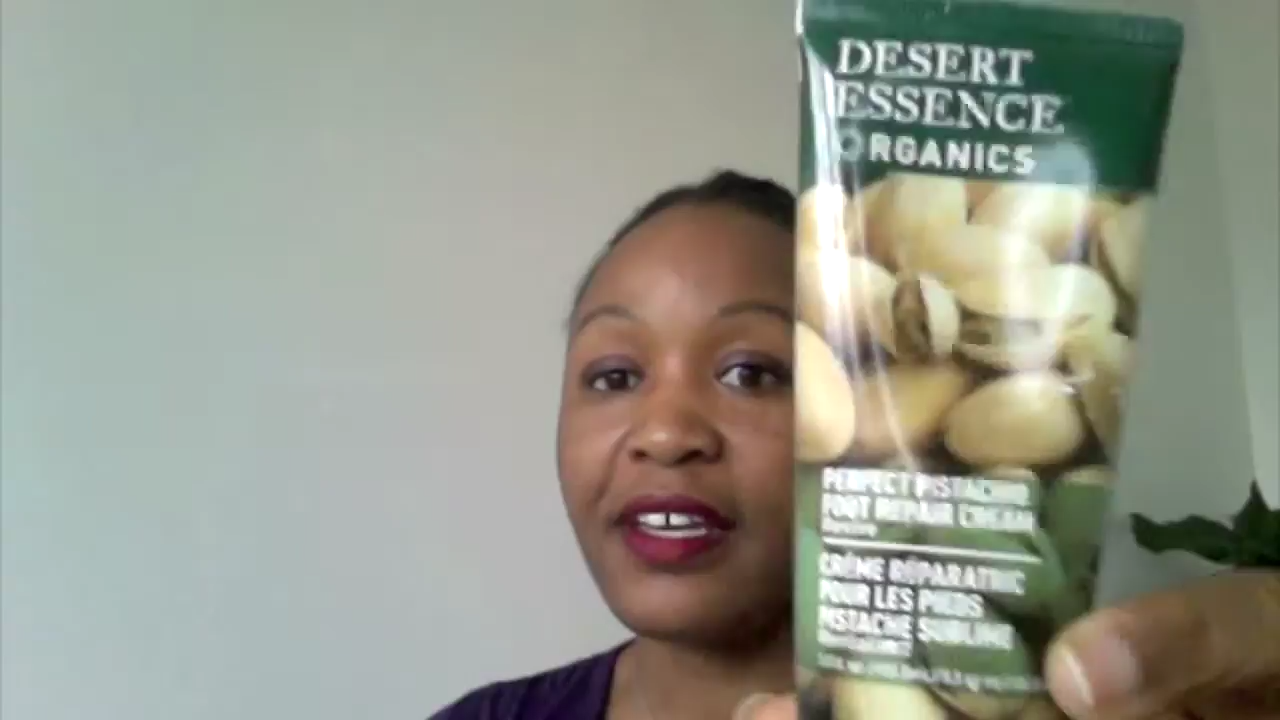 DESERT
ESSENCE
ORGANICS
PERFECT PISTACHIO
FOOT REPAIR CREAM
CRÈME RÉPARATRICE
POUR LES PIEDS
PISTACHE SUBLIME